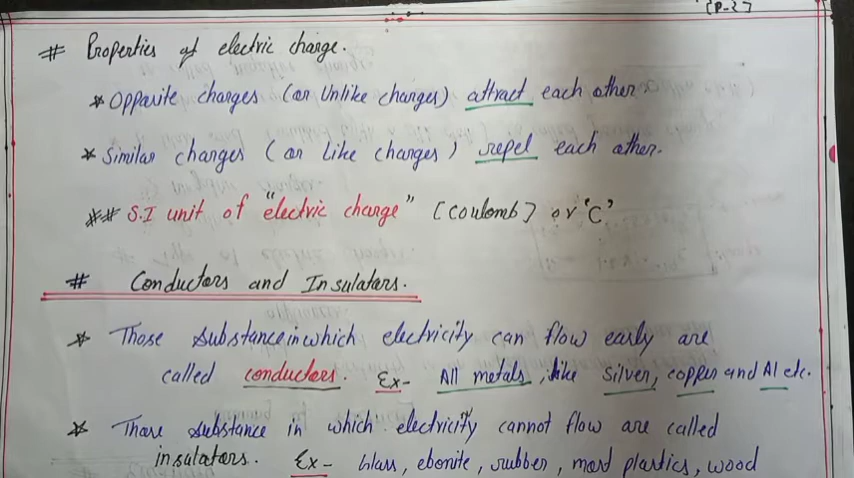 [P-2]
# Properties of electric charge.
* Opposite charges (or Unlike charges) attract each other.
* Similar charges (or Like charges) repel each other.
## S.I unit of "electric charge" [coulomb] or 'C'
# Conductors and Insulators.
* Those substance in which electricity can flow early are
called conductors. Ex- All metals, like silver, copper and Al etc.
* Those substance in which electricity cannot flow are called
insulators. Ex- Glass, ebonite, rubber, most plastics, wood